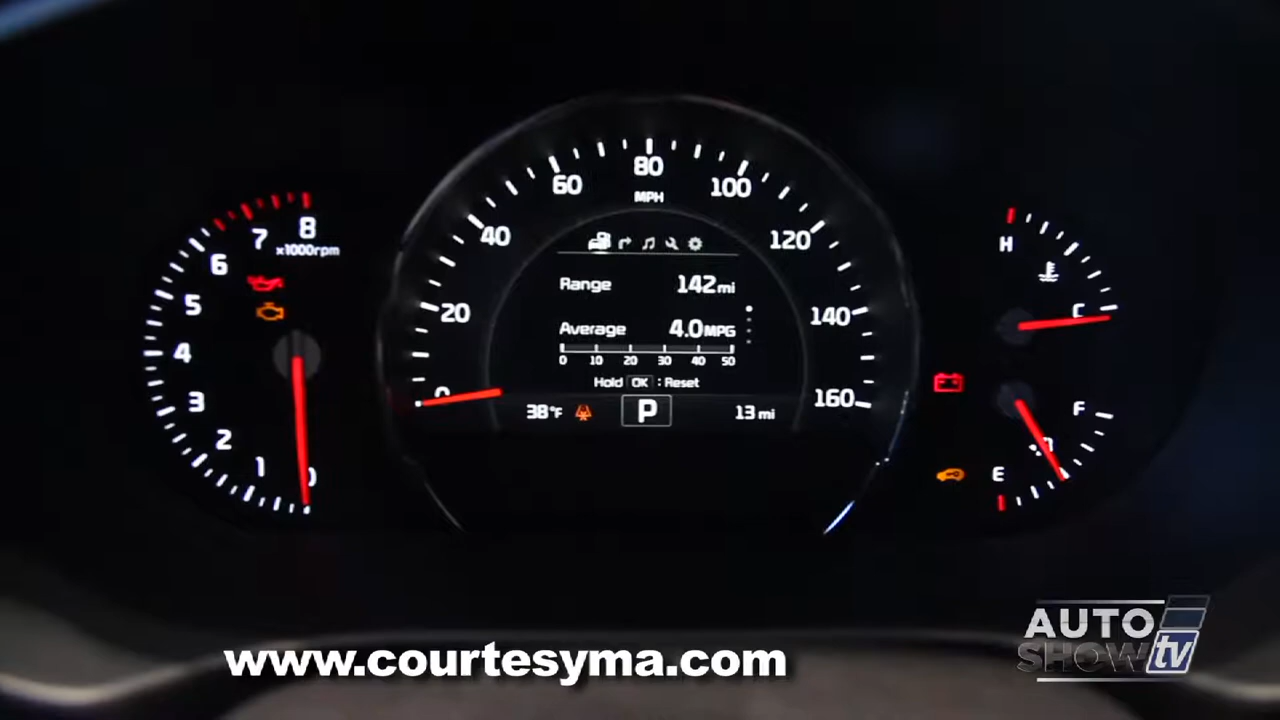 80
60
100
MPH
8
40
7
x1000rpm
120
H
6
Range 142mi
5
20
140
C
Average 4.0MPG
4
0 10 20 30 40 50
Hold OK : Reset
3
0
160
F
38°F
P
13 mi
2
1
0
E
AUTO
SHOW
tv
www.courtesyma.com